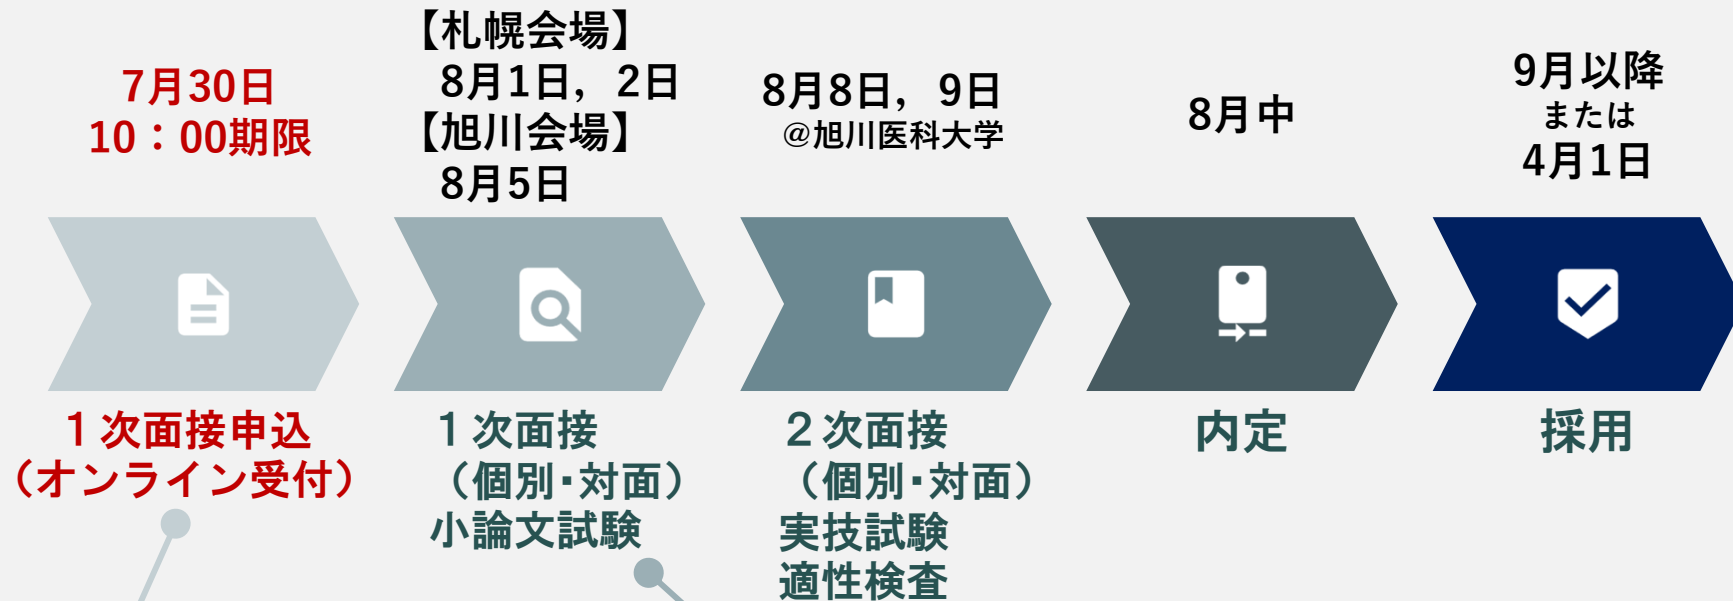 7月30日
10：00期限
１次面接申込
（オンライン受付）
【札幌会場】
8月1日，2日
【旭川会場】
8月5日
１次面接
（個別・対面）
小論文試験
8月8日，9日
@旭川医科大学
２次面接
（個別・対面）
実技試験
適性検査
8月中
内定
9月以降
または
4月1日
採用